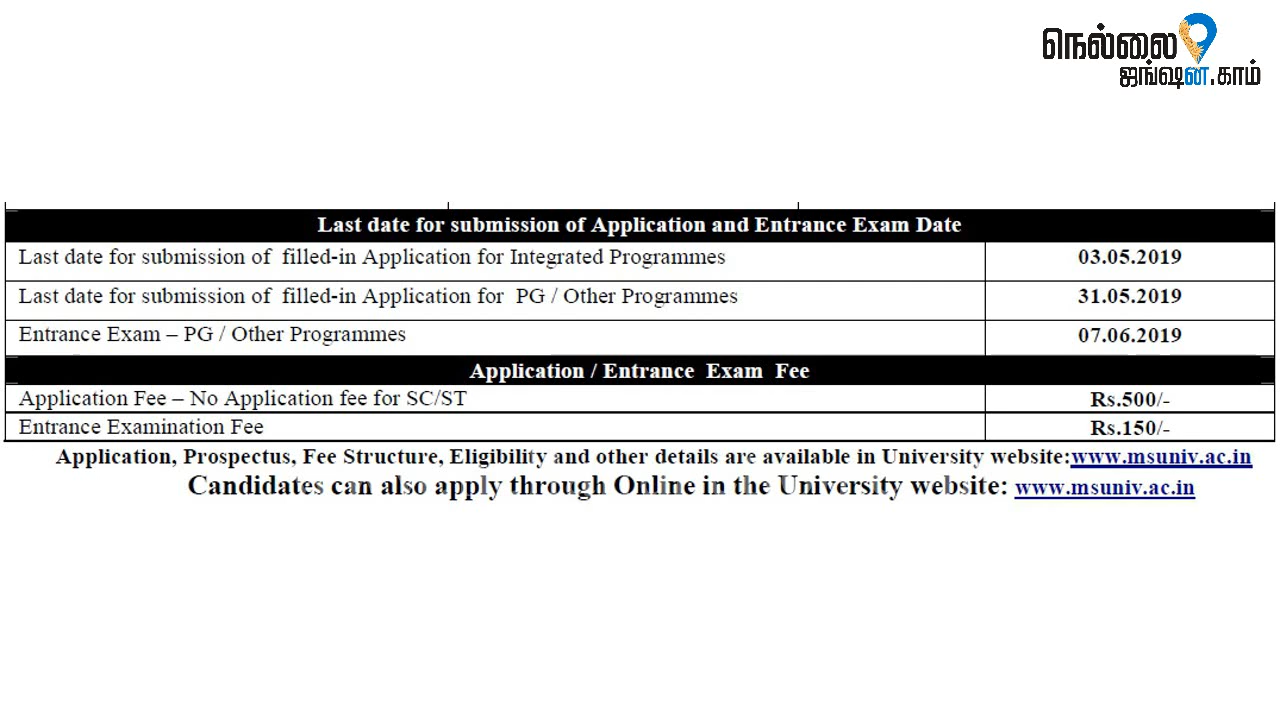 நெல்லை
ஜங்ஷன்.காம்
Last date for submission of Application and Entrance Exam Date
Last date for submission of filled-in Application for Integrated Programmes 03.05.2019
Last date for submission of filled-in Application for PG / Other Programmes 31.05.2019
Entrance Exam – PG / Other Programmes 07.06.2019
Application / Entrance Exam Fee
Application Fee – No Application fee for SC/ST Rs.500/-
Entrance Examination Fee Rs.150/-
Application, Prospectus, Fee Structure, Eligibility and other details are available in University website:www.msuniv.ac.in
Candidates can also apply through Online in the University website: www.msuniv.ac.in